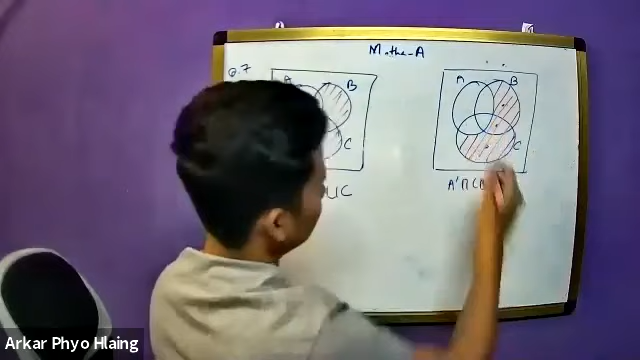 Maths-A
Q.7
A B
C
UC
A B
C
A'∩(B
Arkar Phyo Hlaing